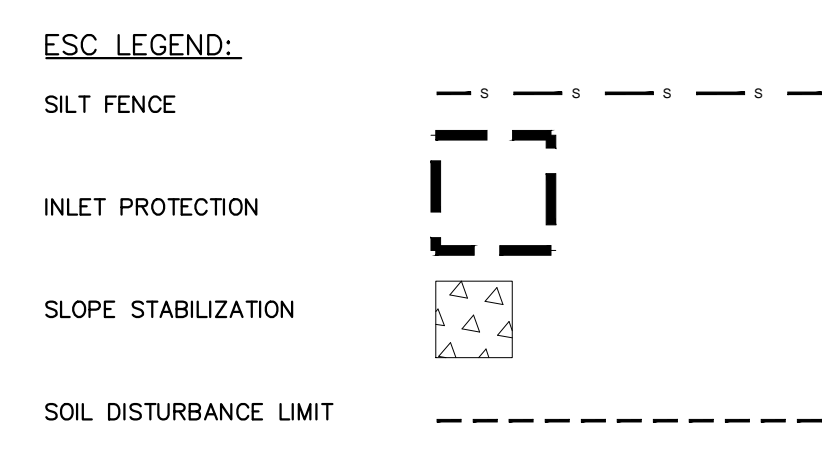 ESC LEGEND:
SILT FENCE
S S S S
INLET PROTECTION
SLOPE STABILIZATION
SOIL DISTURBANCE LIMIT